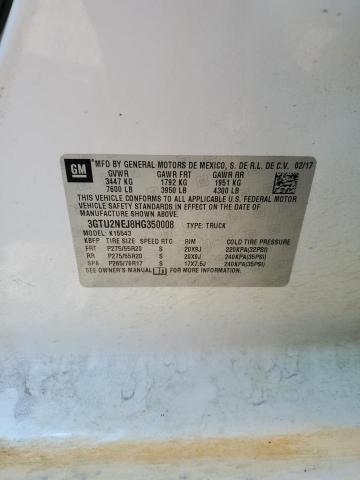 GM
MFD BY GENERAL MOTORS DE MEXICO, S. DE R.L. DE C.V. 02/17
GVWR GAWR FRT GAWR RR
3447 KG 1792 KG 1951 KG
7600 LB 3950 LB 4300 LB
THIS VEHICLE CONFORMS TO ALL APPLICABLE U.S. FEDERAL MOTOR
VEHICLE SAFETY STANDARDS IN EFFECT ON THE DATE OF
MANUFACTURE SHOWN ABOVE.
3GTU2NEJ8HG350008 TYPE: TRUCK
MODEL: K15543
KBFP TIRE SIZE SPEED RTG RIM COLD TIRE PRESSURE
FRT P275/55R20 S 20X9J 220KPA(32PSI)
RR P275/55R20 S 20X9J 240KPA(35PSI)
SPA P265/70R17 S 17X7.5J 240KPA(35PSI)
SEE OWNER'S MANUAL FOR MORE INFORMATION